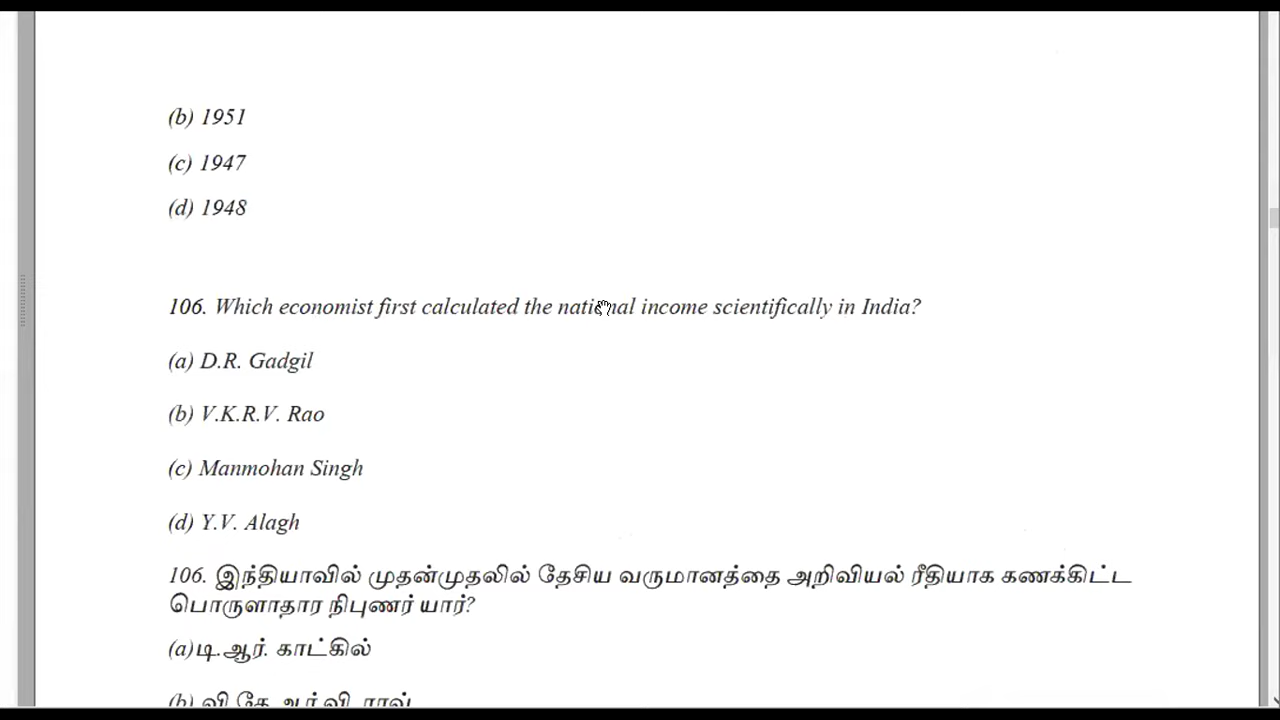 (b) 1951
(c) 1947
(d) 1948
106. Which economist first calculated the national income scientifically in India?
(a) D.R. Gadgil
(b) V.K.R.V. Rao
(c) Manmohan Singh
(d) Y.V. Alagh
106. இந்தியாவில் முதன்முதலில் தேசிய வருமானத்தை அறிவியல் ரீதியாக கணக்கிட்ட
பொருளாதார நிபுணர் யார்?
(a)டி.ஆர். காட்கில்
(b) வி.கே.ஆர்.வி. ராவ்